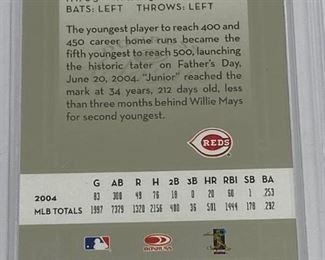 BATS: LEFT THROWS: LEFT
The youngest player to reach 400 and
450 career home runs became the
fifth youngest to reach 500, launching
the historic tater on Father's Day,
June 20, 2004. "Junior" reached the
mark at 34 years, 212 days old, less
than three months behind Willie Mays
for second youngest.
REDS
G AB R H 2B 3B HR RBI SB BA
2004 83 300 49 76 18 0 20 60 1 .253
MLB TOTALS 1997 7379 1320 2156 400 36 501 1444 178 .292
DONRUSS